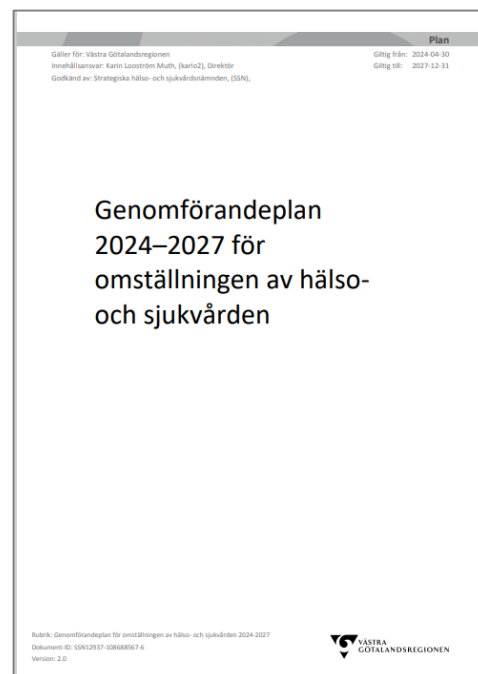 Plan
Gäller för: Västra Götalandsregionen
Giltig från: 2024-04-30
Innehållsansvar: Karin Looström Muth, (karlo2), Direktör
Giltig till: 2027-12-31
Godkänd av: Strategiska hälso- och sjukvårdsnämnden, (SSN),
Genomförandeplan
2024–2027 för
omställningen av hälso-
och sjukvården
Rubrik: Genomförandeplan för omställningen av hälso- och sjukvården 2024-2027
Dokument-ID: SSN12937-108688567-6
Version: 2.0
VÄSTRA
GÖTALANDSREGIONEN